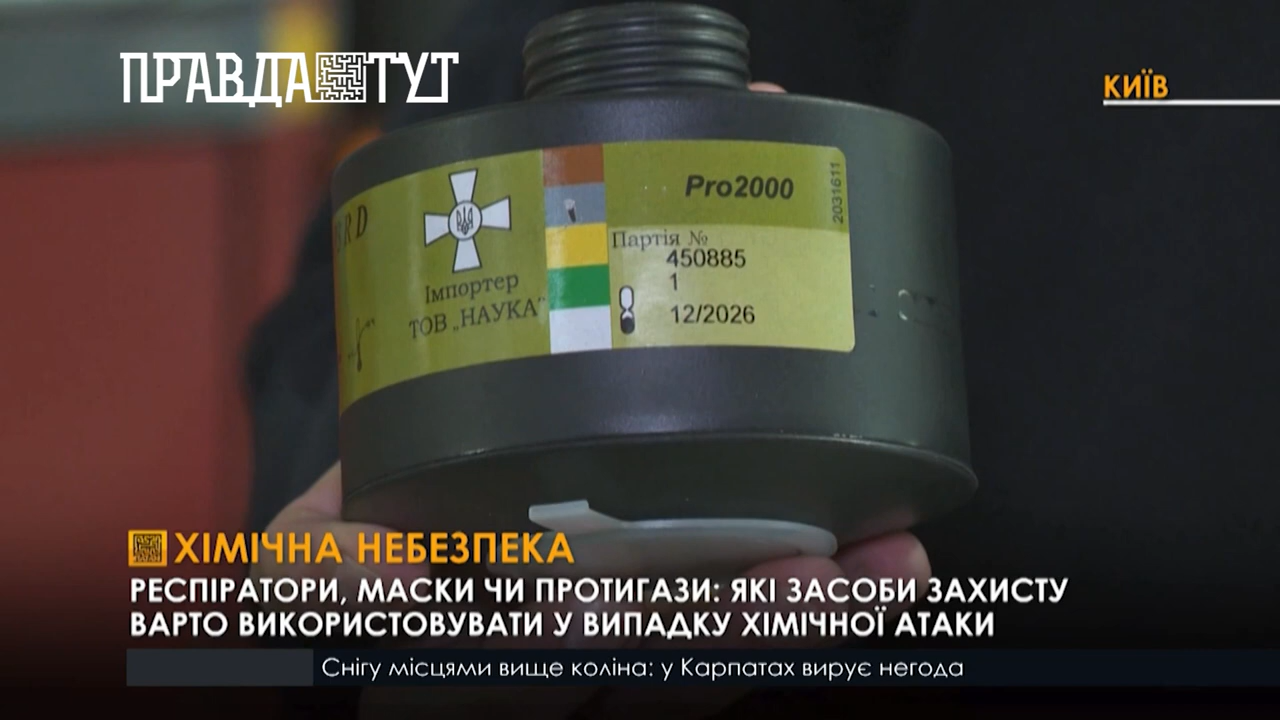 ПРАВДА ТУТ
КИЇВ
Pro2000
2031611
Партія №
450885
1
12/2026
Імпортер
ТОВ „НАУКА"
ХІМІЧНА НЕБЕЗПЕКА
РЕСПІРАТОРИ, МАСКИ ЧИ ПРОТИГАЗИ: ЯКІ ЗАСОБИ ЗАХИСТУ
ВАРТО ВИКОРИСТОВУВАТИ У ВИПАДКУ ХІМІЧНОЇ АТАКИ
Снігу місцями вище коліна: у Карпатах вирує негода